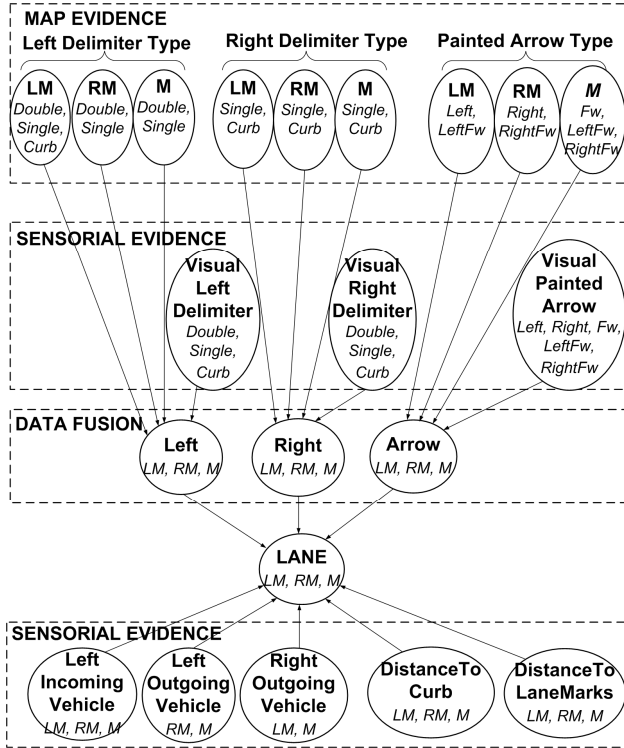 MAP EVIDENCE
Left Delimiter Type
Right Delimiter Type
Painted Arrow Type
LM
Double,
Single,
Curb
RM
Double,
Single
M
Double,
Single
LM
Single,
Curb
RM
Single,
Curb
M
Single,
Curb
LM
Left,
LeftFw
RM
Right,
RightFw
M
Fw,
LeftFw,
RightFw
SENSORIAL EVIDENCE
Visual
Left
Delimiter
Double,
Single,
Curb
Visual
Right
Delimiter
Double,
Single,
Curb
Visual
Painted
Arrow
Left, Right, Fw,
LeftFw,
RightFw
DATA FUSION
Left
LM, RM, M
Right
LM, RM, M
Arrow
LM, RM, M
LANE
LM, RM, M
SENSORIAL EVIDENCE
Left
Incoming
Vehicle
LM, RM, M
Left
Outgoing
Vehicle
RM, M
Right
Outgoing
Vehicle
LM, M
DistanceTo
Curb
LM, RM, M
DistanceTo
LaneMarks
LM, RM, M